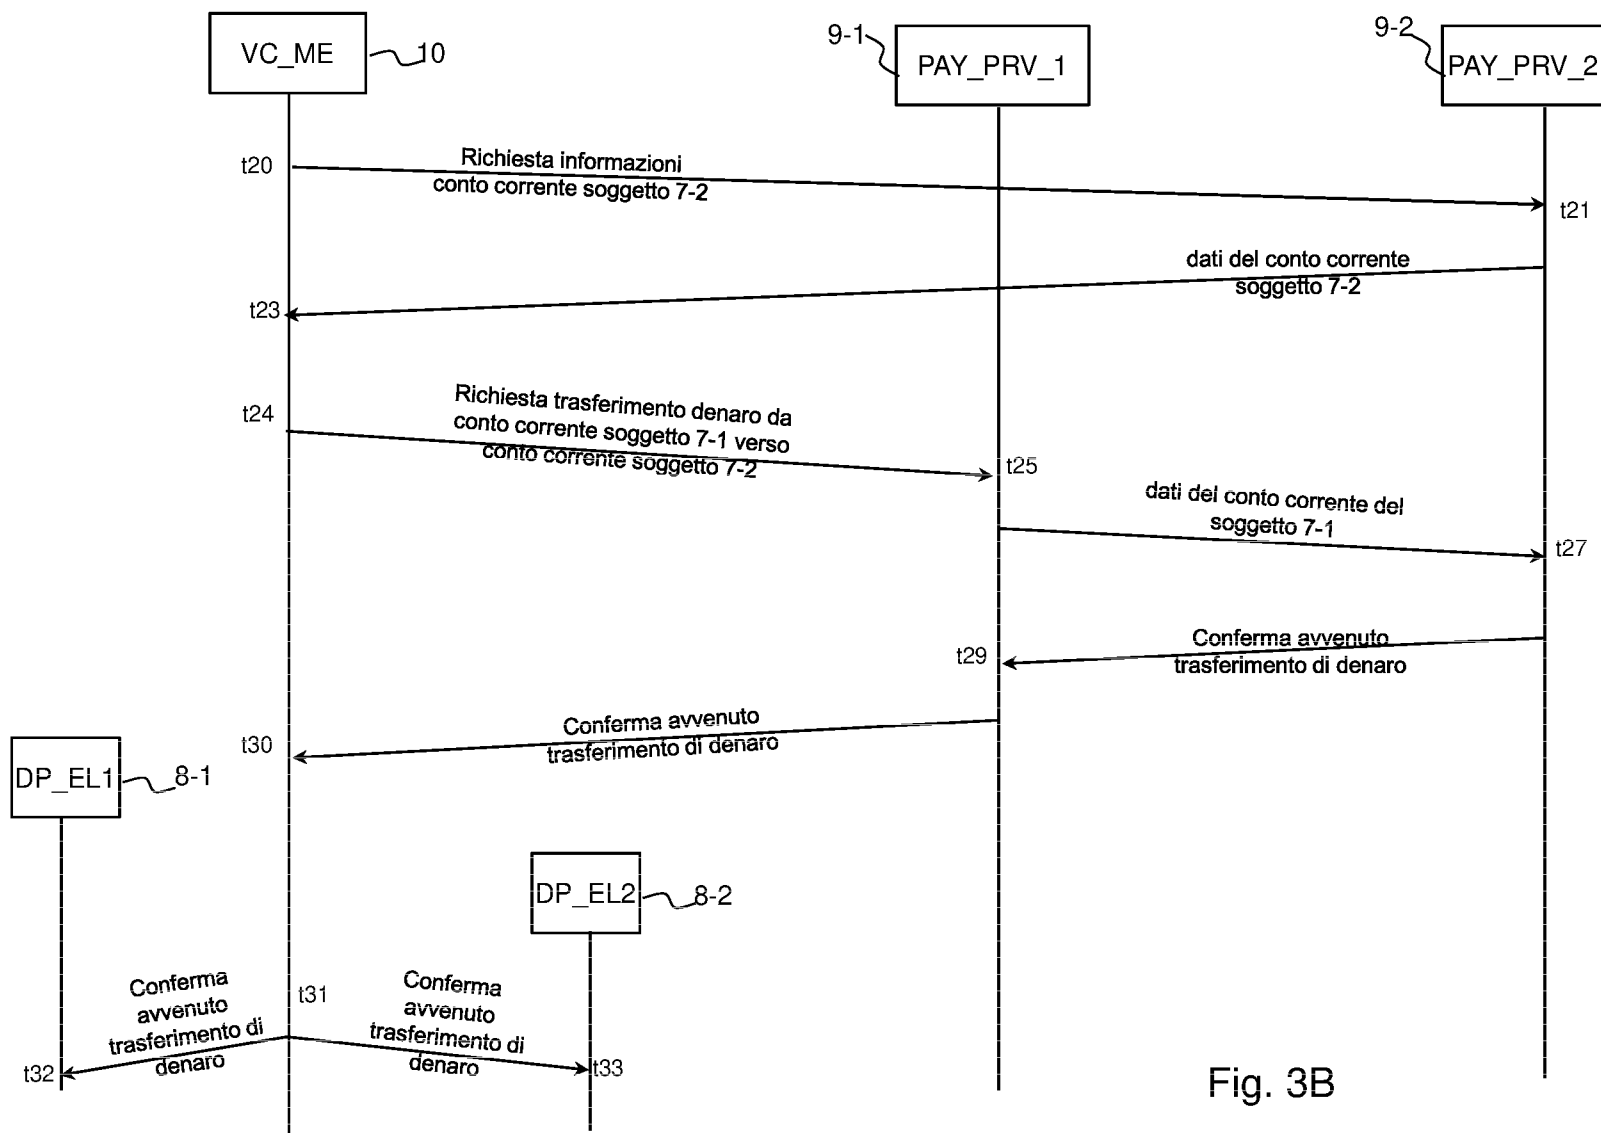 VC_ME
10
9-1
PAY_PRV_1
9-2
PAY_PRV_2
t20
Richiesta informazioni
conto corrente soggetto 7-2
t21
dati del conto corrente
soggetto 7-2
t23
t24
Richiesta trasferimento denaro da
conto corrente soggetto 7-1 verso
conto corrente soggetto 7-2
t25
dati del conto corrente del
soggetto 7-1
t27
Conferma avvenuto
trasferimento di denaro
t29
Conferma avvenuto
trasferimento di denaro
t30
DP_EL1
8-1
DP_EL2
8-2
Conferma
avvenuto
trasferimento di
denaro
t31
Conferma
avvenuto
trasferimento di
denaro
t32
t33
Fig. 3B